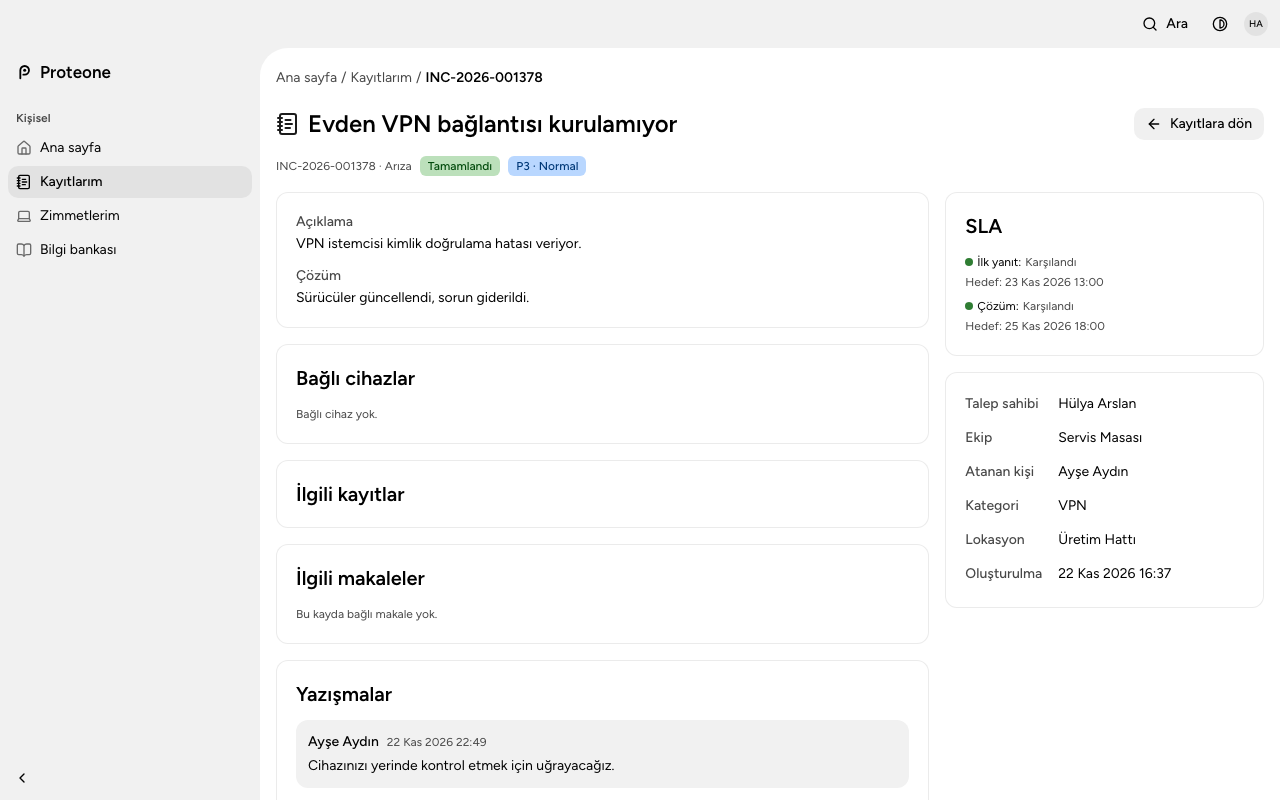 Ara
HA
Proteone
Kişisel
Ana sayfa
Kayıtlarım
Zimmetlerim
Bilgi bankası
Ana sayfa / Kayıtlarım / INC-2026-001378
Evden VPN bağlantısı kurulamıyor
Kayıtlara dön
INC-2026-001378 · Arıza Tamamlandı P3 · Normal
Açıklama
VPN istemcisi kimlik doğrulama hatası veriyor.
Çözüm
Sürücüler güncellendi, sorun giderildi.
Bağlı cihazlar
Bağlı cihaz yok.
İlgili kayıtlar
İlgili makaleler
Bu kayda bağlı makale yok.
Yazışmalar
Ayşe Aydın 22 Kas 2026 22:49
Cihazınızı yerinde kontrol etmek için uğrayacağız.
SLA
İlk yanıt: Karşılandı
Hedef: 23 Kas 2026 13:00
Çözüm: Karşılandı
Hedef: 25 Kas 2026 18:00
Talep sahibi Hülya Arslan
Ekip Servis Masası
Atanan kişi Ayşe Aydın
Kategori VPN
Lokasyon Üretim Hattı
Oluşturulma 22 Kas 2026 16:37